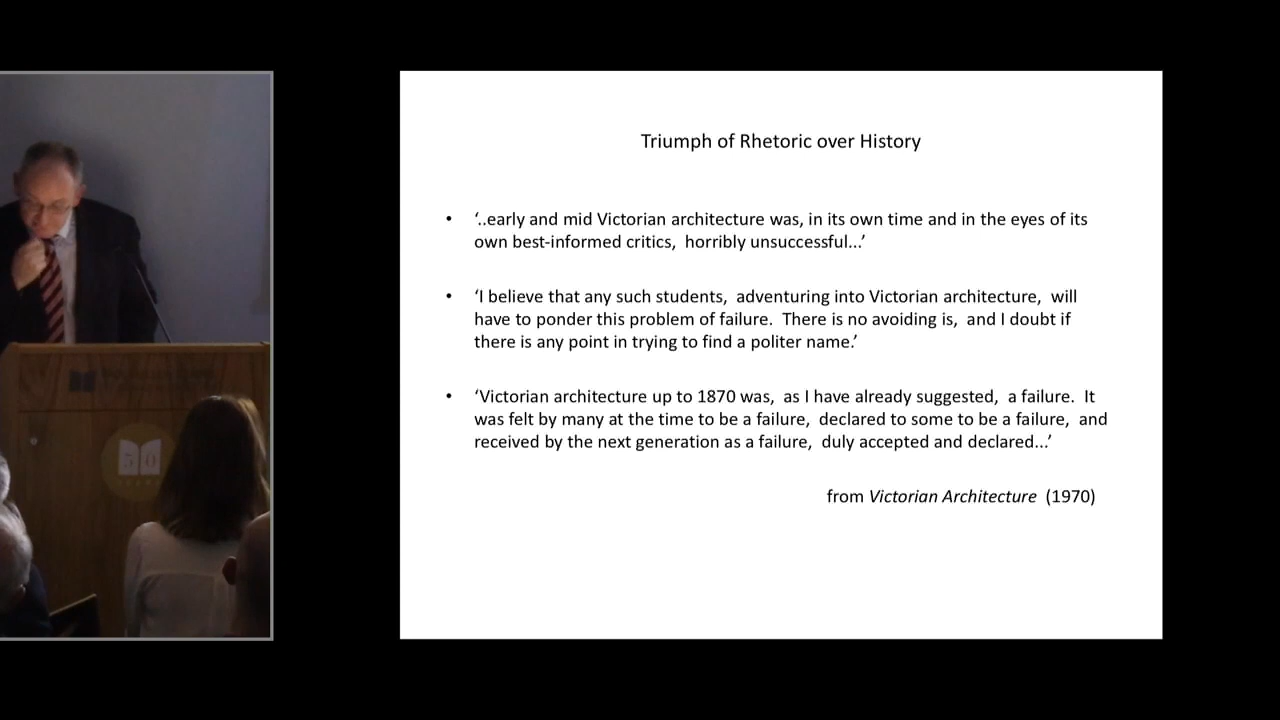 Triumph of Rhetoric over History
• ‘..early and mid Victorian architecture was, in its own time and in the eyes of its
own best-informed critics, horribly unsuccessful...’
• ‘I believe that any such students, adventuring into Victorian architecture, will
have to ponder this problem of failure. There is no avoiding is, and I doubt if
there is any point in trying to find a politer name.’
• ‘Victorian architecture up to 1870 was, as I have already suggested, a failure. It
was felt by many at the time to be a failure, declared to some to be a failure, and
received by the next generation as a failure, duly accepted and declared...’
from Victorian Architecture (1970)
50